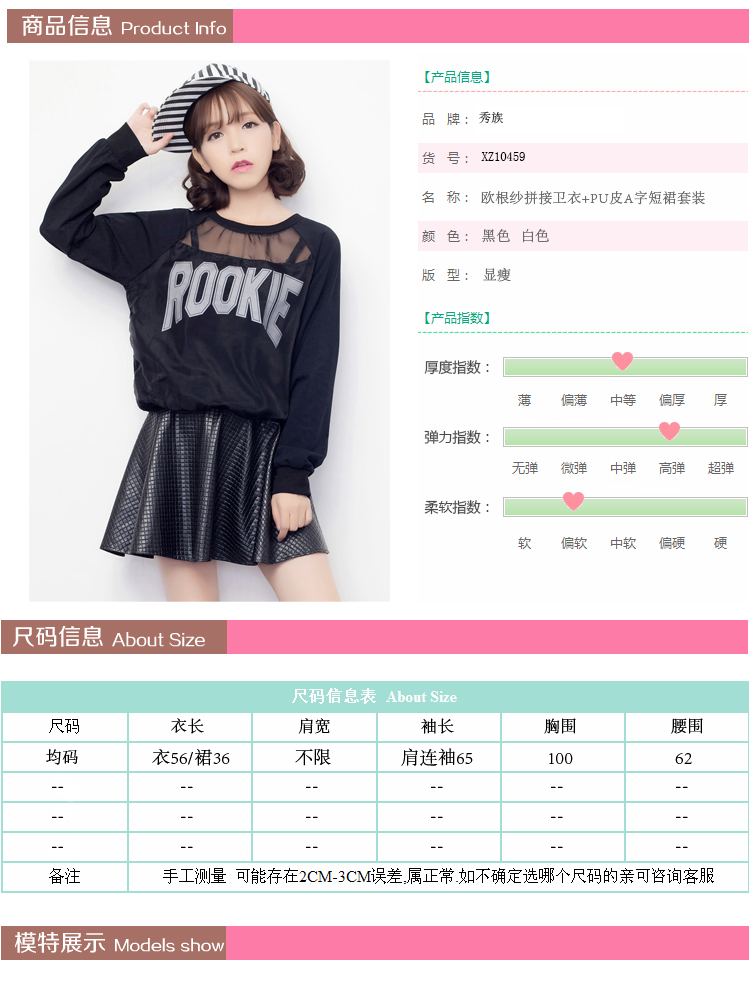 商品信息 Product Info
ROOKIE
【产品信息】
品 牌： 秀族
货 号： XZ10459
名 称： 欧根纱拼接卫衣+PU皮A字短裙套装
颜 色： 黑色 白色
版 型： 显瘦
【产品指数】
厚度指数：
薄 偏薄 中等 偏厚 厚
弹力指数：
无弹 微弹 中弹 高弹 超弹
柔软指数：
软 偏软 中软 偏硬 硬
尺码信息 About Size
尺码信息表 About Size
尺码 衣长 肩宽 袖长 胸围 腰围
均码 衣56/裙36 不限 肩连袖65 100 62
-- -- -- -- -- --
-- -- -- -- -- --
-- -- -- -- -- --
备注 手工测量 可能存在2CM-3CM误差,属正常.如不确定选哪个尺码的亲可咨询客服
模特展示 Models show